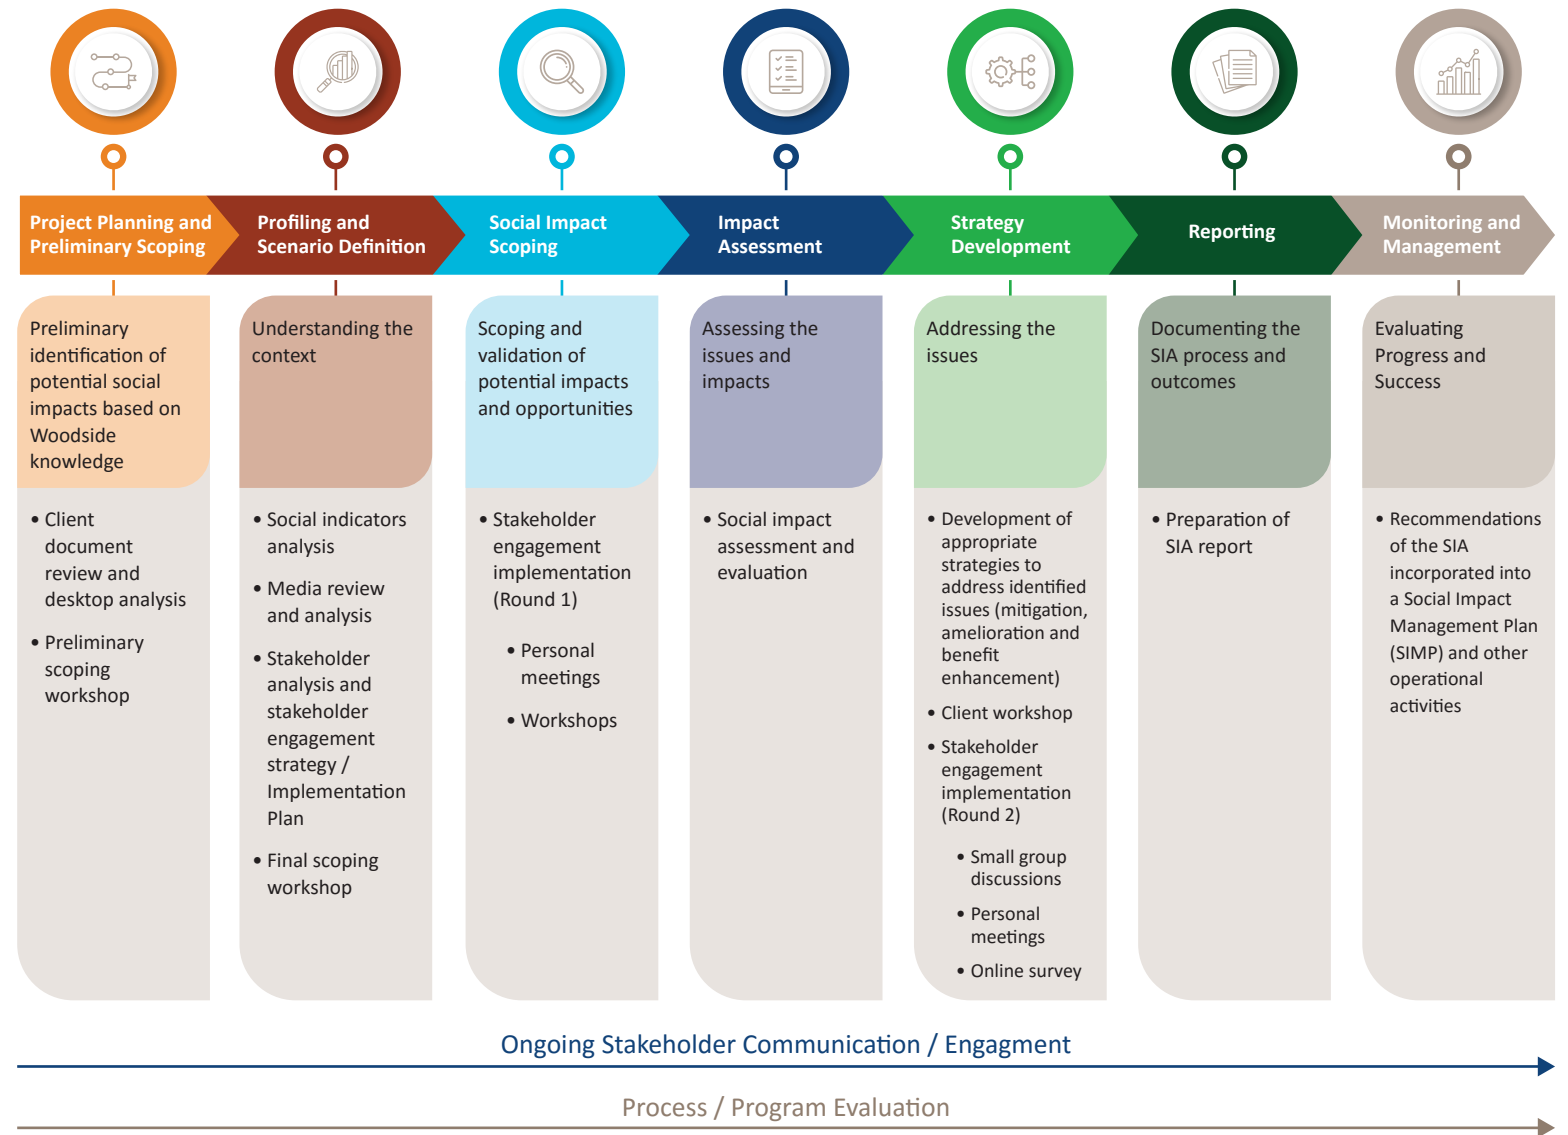 Project Planning and
Preliminary Scoping
Profiling and
Scenario Definition
Social Impact
Scoping
Impact
Assessment
Strategy
Development
Reporting
Monitoring and
Management
Preliminary
identification of
potential social
impacts based on
Woodside
knowledge
Understanding the
context
Scoping and
validation of
potential impacts
and opportunities
Assessing the
issues and
impacts
Addressing the
issues
Documenting the
SIA process and
outcomes
Evaluating
Progress and
Success
• Client
document
review and
desktop analysis
• Preliminary
scoping
workshop
• Social indicators
analysis
• Media review
and analysis
• Stakeholder
analysis and
stakeholder
engagement
strategy /
Implementation
Plan
• Final scoping
workshop
• Stakeholder
engagement
implementation
(Round 1)
• Personal
meetings
• Workshops
• Social impact
assessment and
evaluation
• Development of
appropriate
strategies to
address identified
issues (mitigation,
amelioration and
benefit
enhancement)
• Client workshop
• Stakeholder
engagement
implementation
(Round 2)
• Small group
discussions
• Personal
meetings
• Online survey
• Preparation of
SIA report
• Recommendations
of the SIA
incorporated into
a Social Impact
Management Plan
(SIMP) and other
operational
activities
Ongoing Stakeholder Communication / Engagment
Process / Program Evaluation